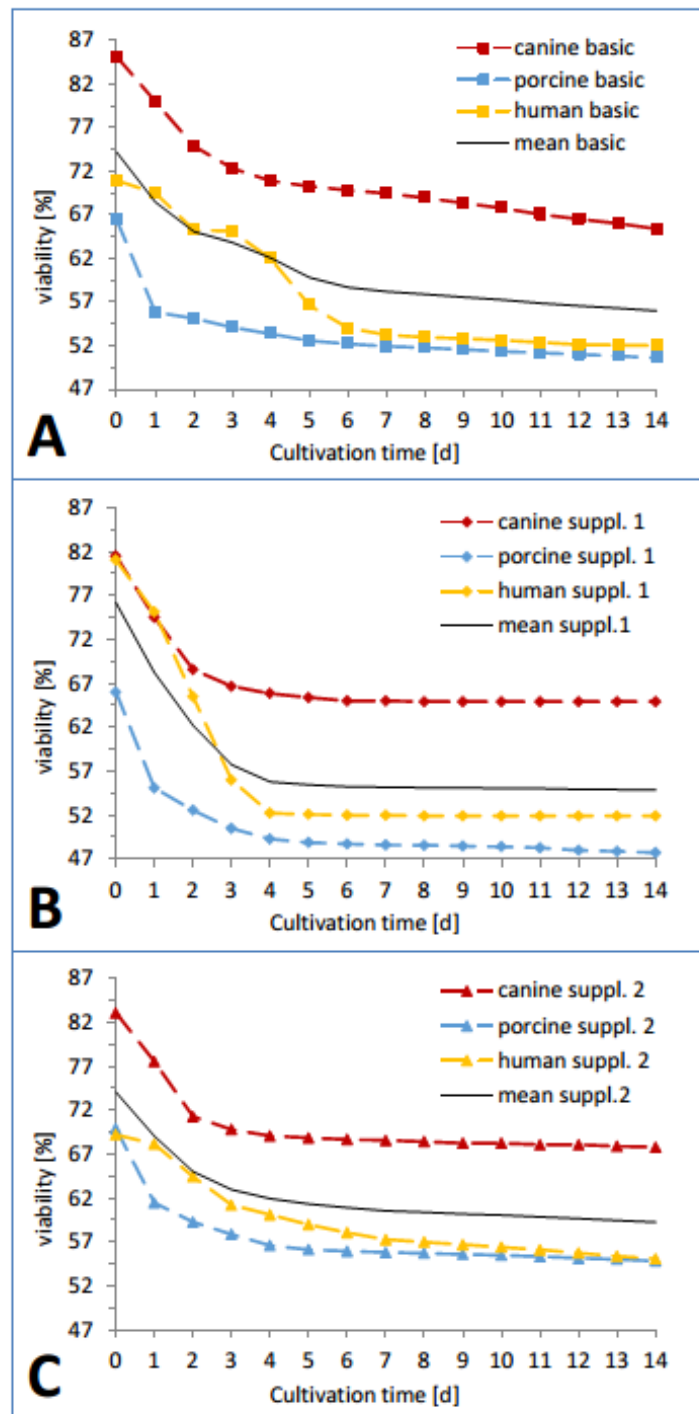 87
82
77
72
67
62
57
52
47
viability [%]
canine basic
porcine basic
human basic
mean basic
0 1 2 3 4 5 6 7 8 9 10 11 12 13 14
Cultivation time [d]
A
87
82
77
72
67
62
57
52
47
viability [%]
canine suppl. 1
porcine suppl. 1
human suppl. 1
mean suppl.1
0 1 2 3 4 5 6 7 8 9 10 11 12 13 14
Cultivation time [d]
B
87
82
77
72
67
62
57
52
47
viability [%]
canine suppl. 2
porcine suppl. 2
human suppl. 2
mean suppl.2
0 1 2 3 4 5 6 7 8 9 10 11 12 13 14
Cultivation time [d]
C